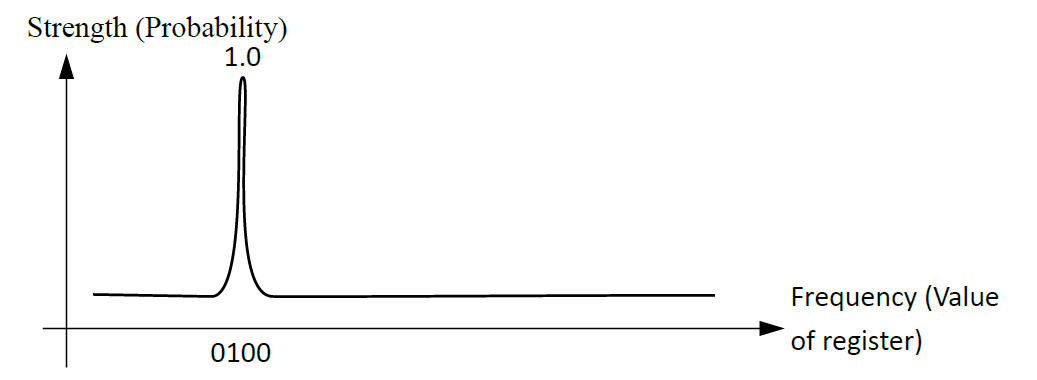 Strength (Probability)
1.0
Frequency (Value
of register)
0100